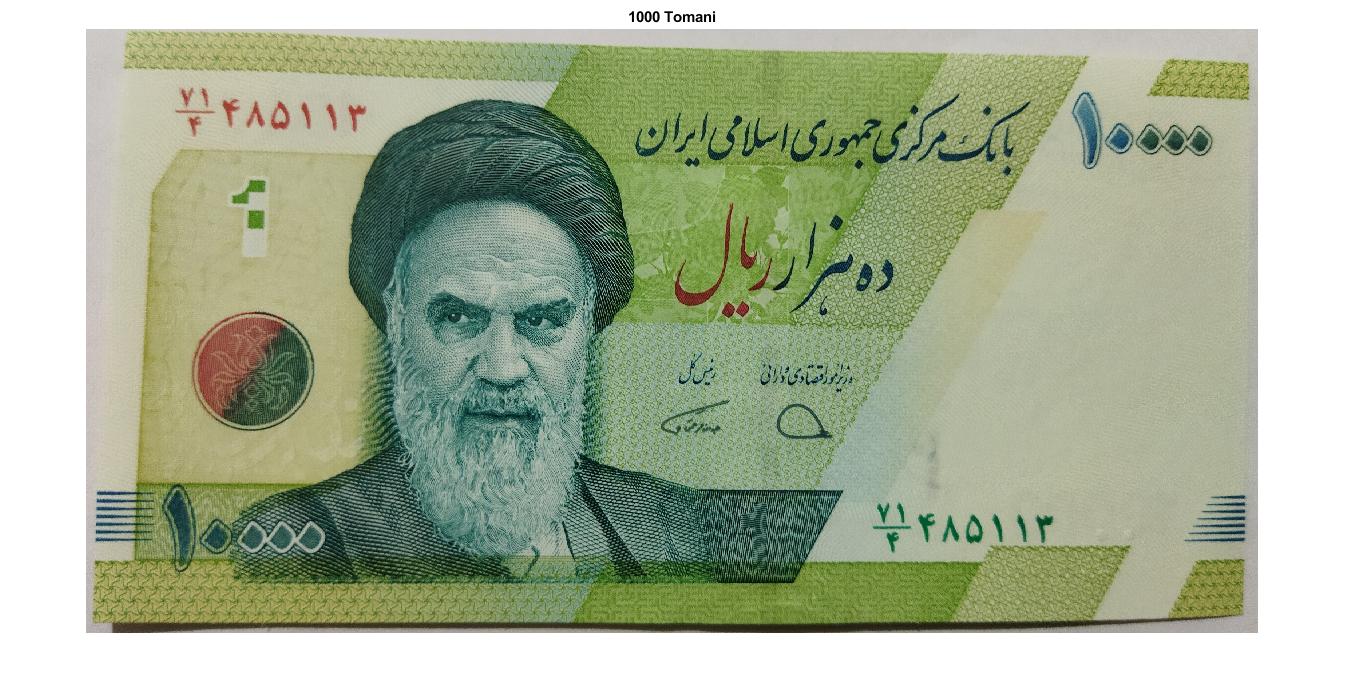 1000 Tomani
۷۱/۴ ۴۸۵۱۱۳
بانک مرکزی جمهوری اسلامی ایران
۱۰۰۰۰
ده هزار ریال
وزیر امور اقتصادی و دارائی
رئیس کل
۱۰۰۰۰
۷۱/۴ ۴۸۵۱۱۳